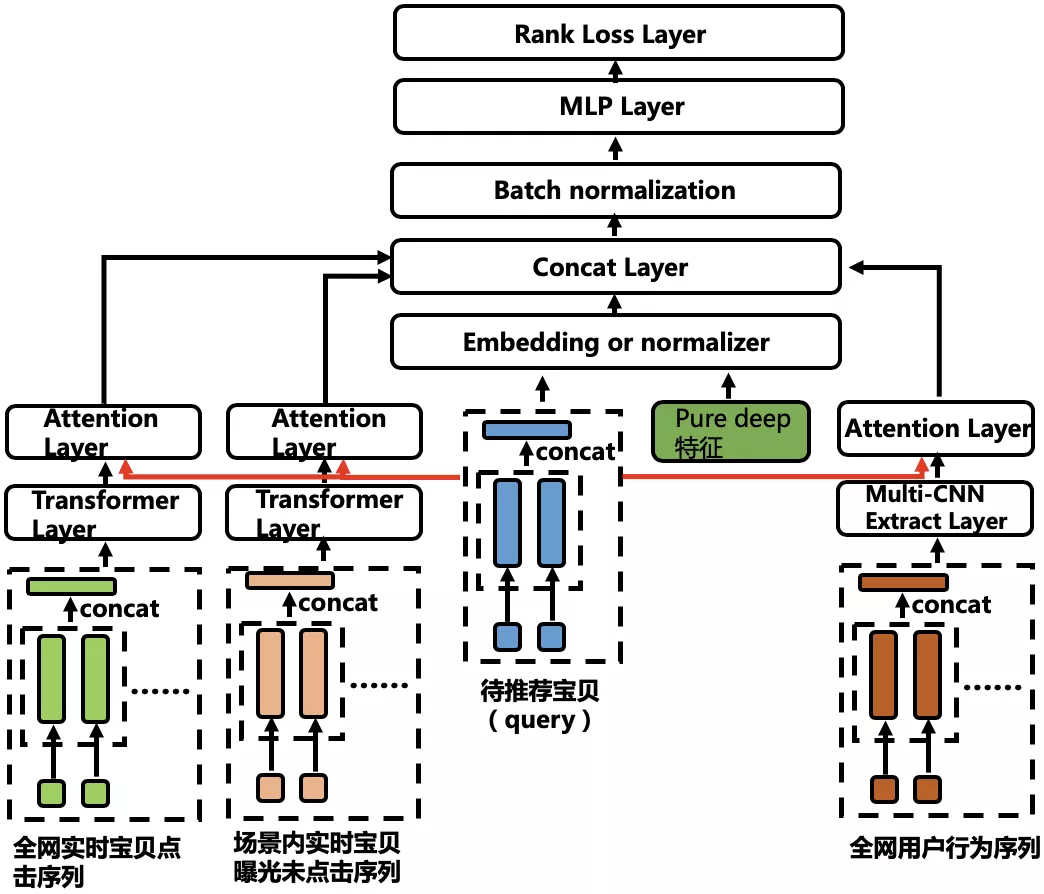 Rank Loss Layer
MLP Layer
Batch normalization
Concat Layer
Embedding or normalizer
Attention
Layer
Attention
Layer
Pure deep
特征
Attention Layer
concat
Transformer
Layer
Transformer
Layer
Multi-CNN
Extract Layer
concat
concat
concat
......
......
......
待推荐宝贝
（query）
全网实时宝贝点
击序列
场景内实时宝贝
曝光未点击序列
全网用户行为序列